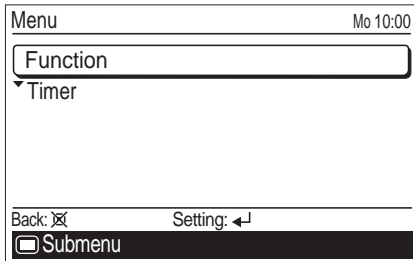 Menu Mo 10:00
Function
Timer
Back: Setting:
Submenu